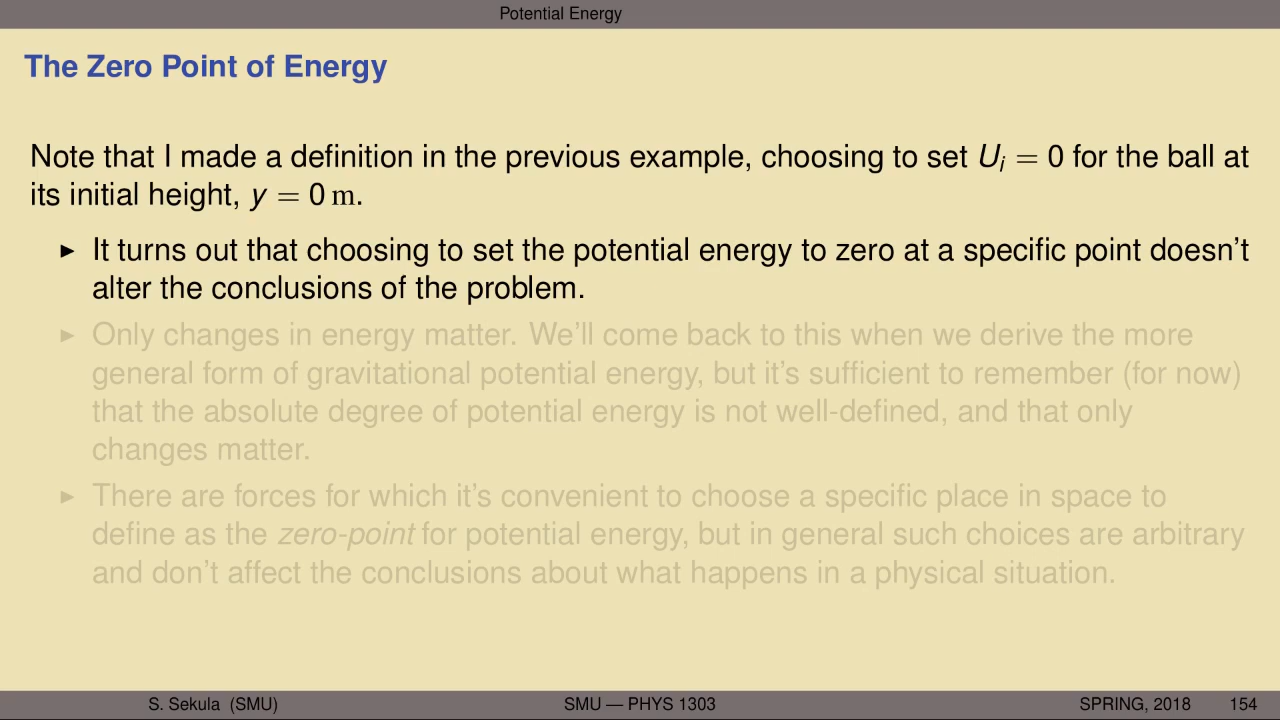 Potential Energy
The Zero Point of Energy
Note that I made a definition in the previous example, choosing to set Uᵢ = 0 for the ball at
its initial height, y = 0 m.
▶ It turns out that choosing to set the potential energy to zero at a specific point doesn't
alter the conclusions of the problem.
▶ Only changes in energy matter. We'll come back to this when we derive the more
general form of gravitational potential energy, but it's sufficient to remember (for now)
that the absolute degree of potential energy is not well-defined, and that only
changes matter.
▶ There are forces for which it's convenient to choose a specific place in space to
define as the zero-point for potential energy, but in general such choices are arbitrary
and don't affect the conclusions about what happens in a physical situation.
S. Sekula (SMU) SMU — PHYS 1303 SPRING, 2018 154